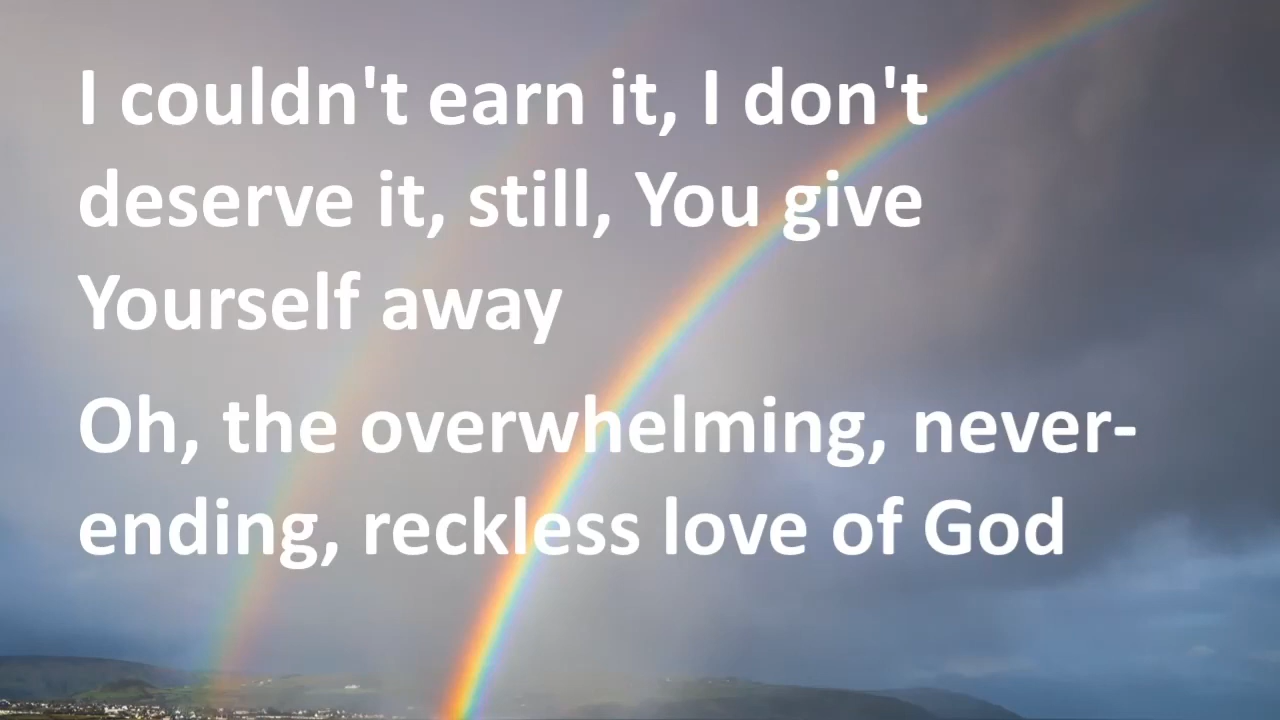 I couldn't earn it, I don't
deserve it, still, You give
Yourself away
Oh, the overwhelming, never-
ending, reckless love of God